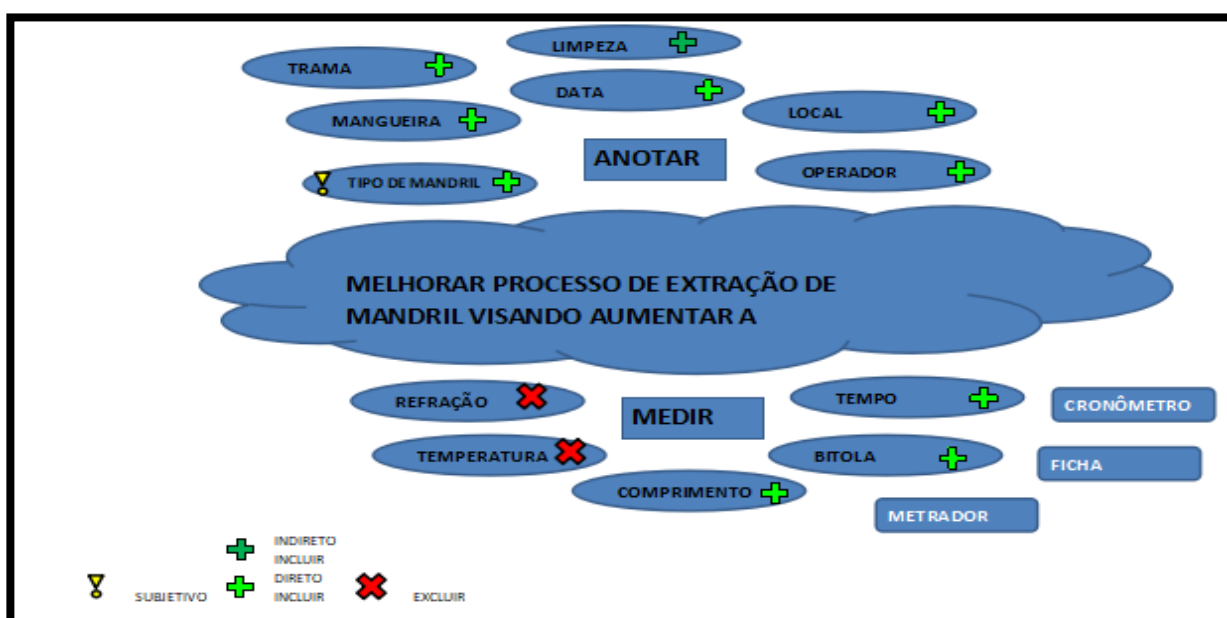 LIMPEZA
TRAMA
DATA
MANGUEIRA
LOCAL
ANOTAR
TIPO DE MANDRIL
OPERADOR
MELHORAR PROCESSO DE EXTRAÇÃO DE
MANDRIL VISANDO AUMENTAR A
REFRAÇÃO
MEDIR
TEMPO
CRONÔMETRO
TEMPERATURA
BITOLA
FICHA
COMPRIMENTO
METRADOR
INDIRETO
INCLUIR
SUBJETIVO
DIRETO
INCLUIR
EXCLUIR